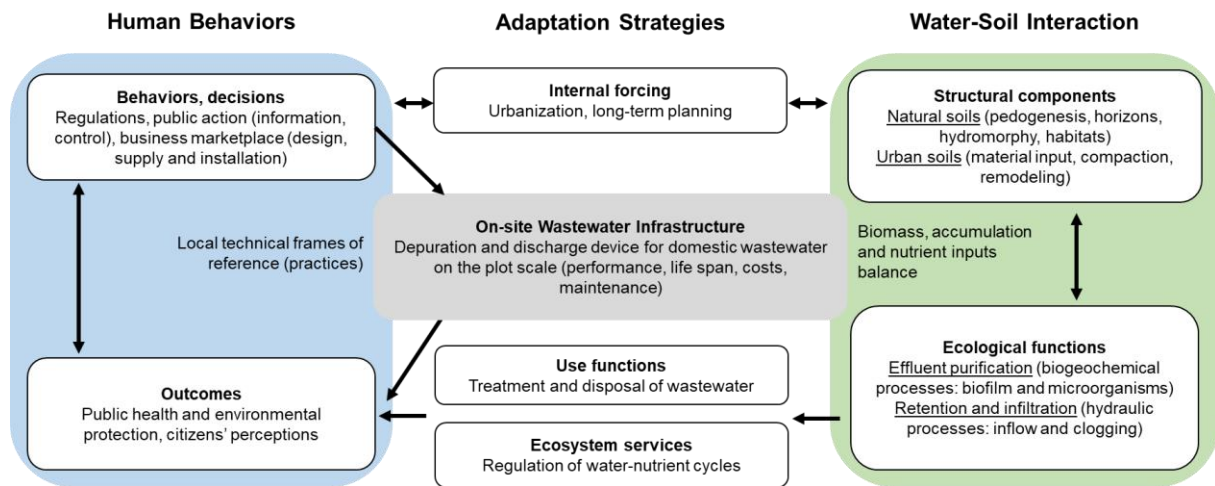 Human Behaviors
Adaptation Strategies
Water-Soil Interaction
Behaviors, decisions
Regulations, public action (information,
control), business marketplace (design,
supply and installation)
Internal forcing
Urbanization, long-term planning
Structural components
Natural soils (pedogenesis, horizons,
hydromorphy, habitats)
Urban soils (material input, compaction,
remodeling)
Local technical frames of
reference (practices)
On-site Wastewater Infrastructure
Depuration and discharge device for domestic wastewater
on the plot scale (performance, life span, costs,
maintenance)
Biomass, accumulation
and nutrient inputs
balance
Outcomes
Public health and environmental
protection, citizens’ perceptions
Use functions
Treatment and disposal of wastewater
Ecosystem services
Regulation of water-nutrient cycles
Ecological functions
Effluent purification (biogeochemical
processes: biofilm and microorganisms)
Retention and infiltration (hydraulic
processes: inflow and clogging)